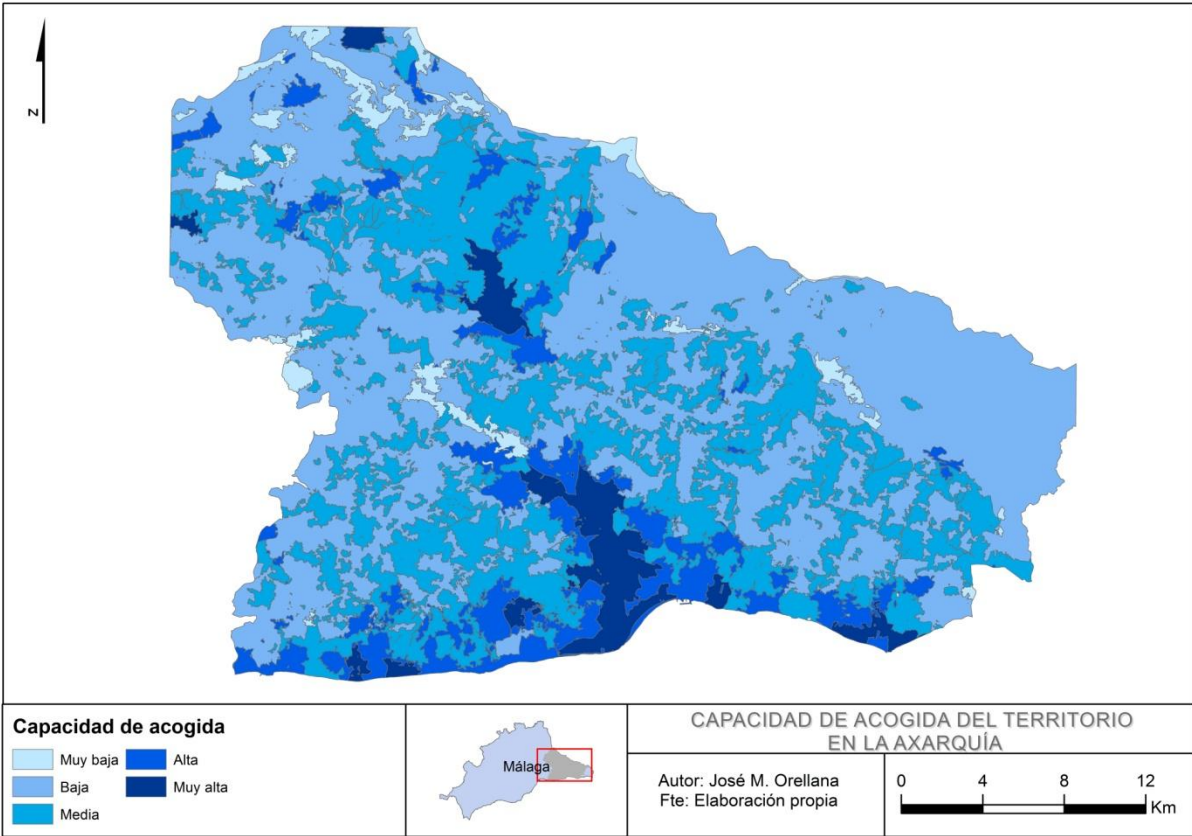 N
Capacidad de acogida
Muy baja
Baja
Media
Alta
Muy alta
Málaga
CAPACIDAD DE ACOGIDA DEL TERRITORIO
EN LA AXARQUÍA
Autor: José M. Orellana
Fte: Elaboración propia
0 4 8 12
Km